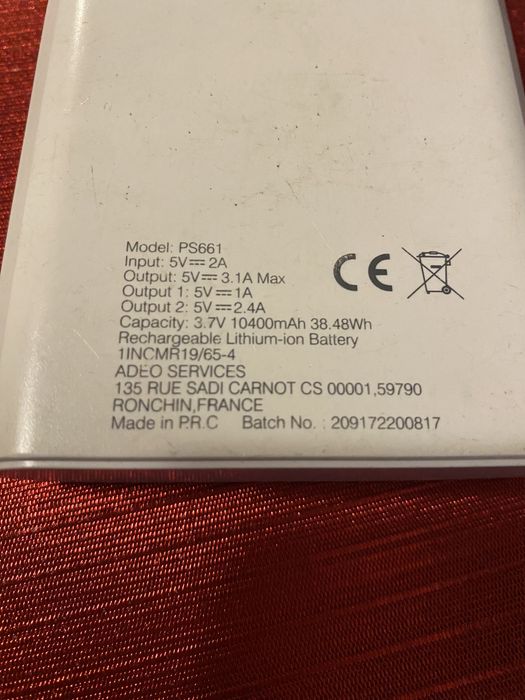 Model: PS661
Input: 5V⎓2A
Output: 5V⎓3.1A Max
Output 1: 5V⎓1A
Output 2: 5V⎓2.4A
Capacity: 3.7V 10400mAh 38.48Wh
Rechargeable Lithium-ion Battery
1INCMR19/65-4
ADEO SERVICES
135 RUE SADI CARNOT CS 00001,59790
RONCHIN,FRANCE
Made in P.R.C Batch No. : 209172200817
CE